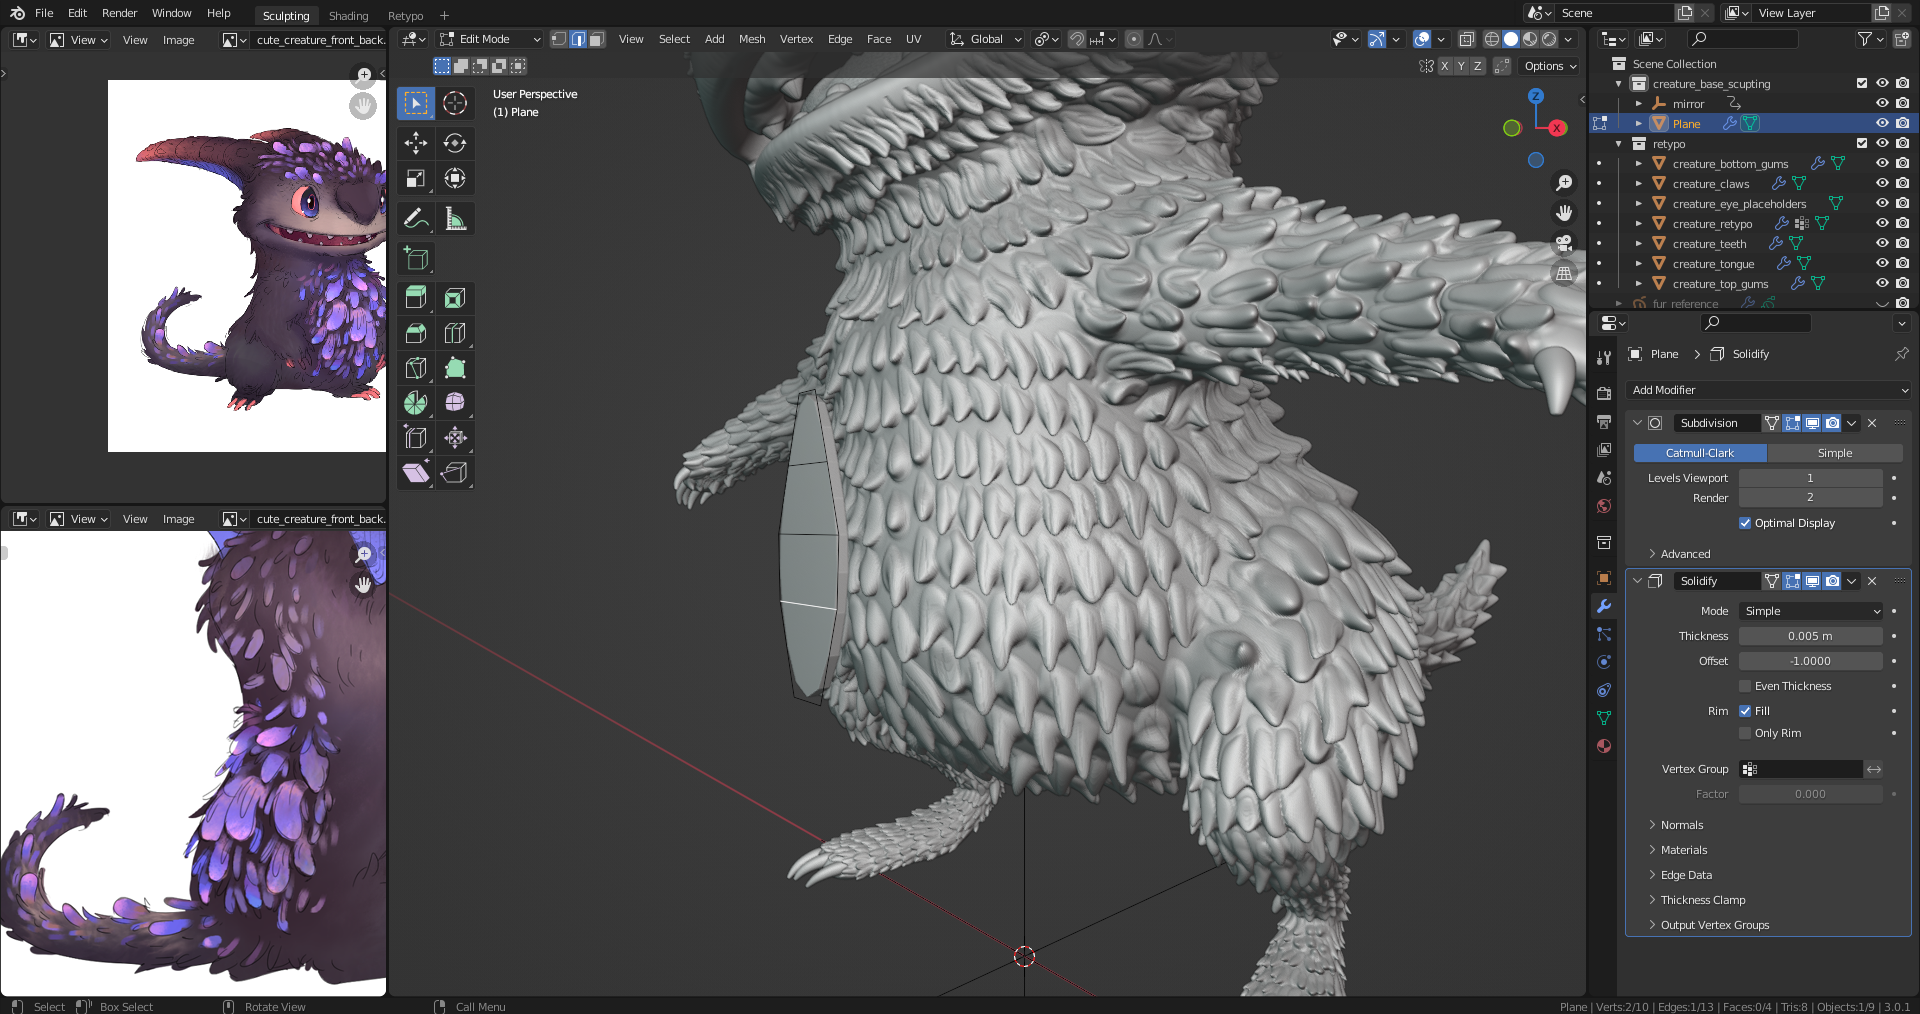 File Edit Render Window Help Sculpting Shading Retypo + Scene View Layer
View View Image cute_creature_front_back.
Edit Mode View Select Add Mesh Vertex Edge Face UV Global
X Y Z Options
User Perspective
(1) Plane
Z
X
View View Image cute_creature_front_back.
Scene Collection
creature_base_scupting
mirror
Plane
retypo
creature_bottom_gums
creature_claws
creature_eye_placeholders
creature_retypo
creature_teeth
creature_tongue
creature_top_gums
fur_reference
Plane > Solidify
Add Modifier
Subdivision
Catmull-Clark Simple
Levels Viewport 1
Render 2
Optimal Display
Advanced
Solidify
Mode Simple
Thickness 0.005 m
Offset -1.0000
Even Thickness
Rim Fill
Only Rim
Vertex Group
Factor 0.000
Normals
Materials
Edge Data
Thickness Clamp
Output Vertex Groups
Select Box Select Rotate View Call Menu Plane | Verts:2/10 | Edges:1/13 | Faces:0/4 | Tris:8 | Objects:1/9 | 3.0.1